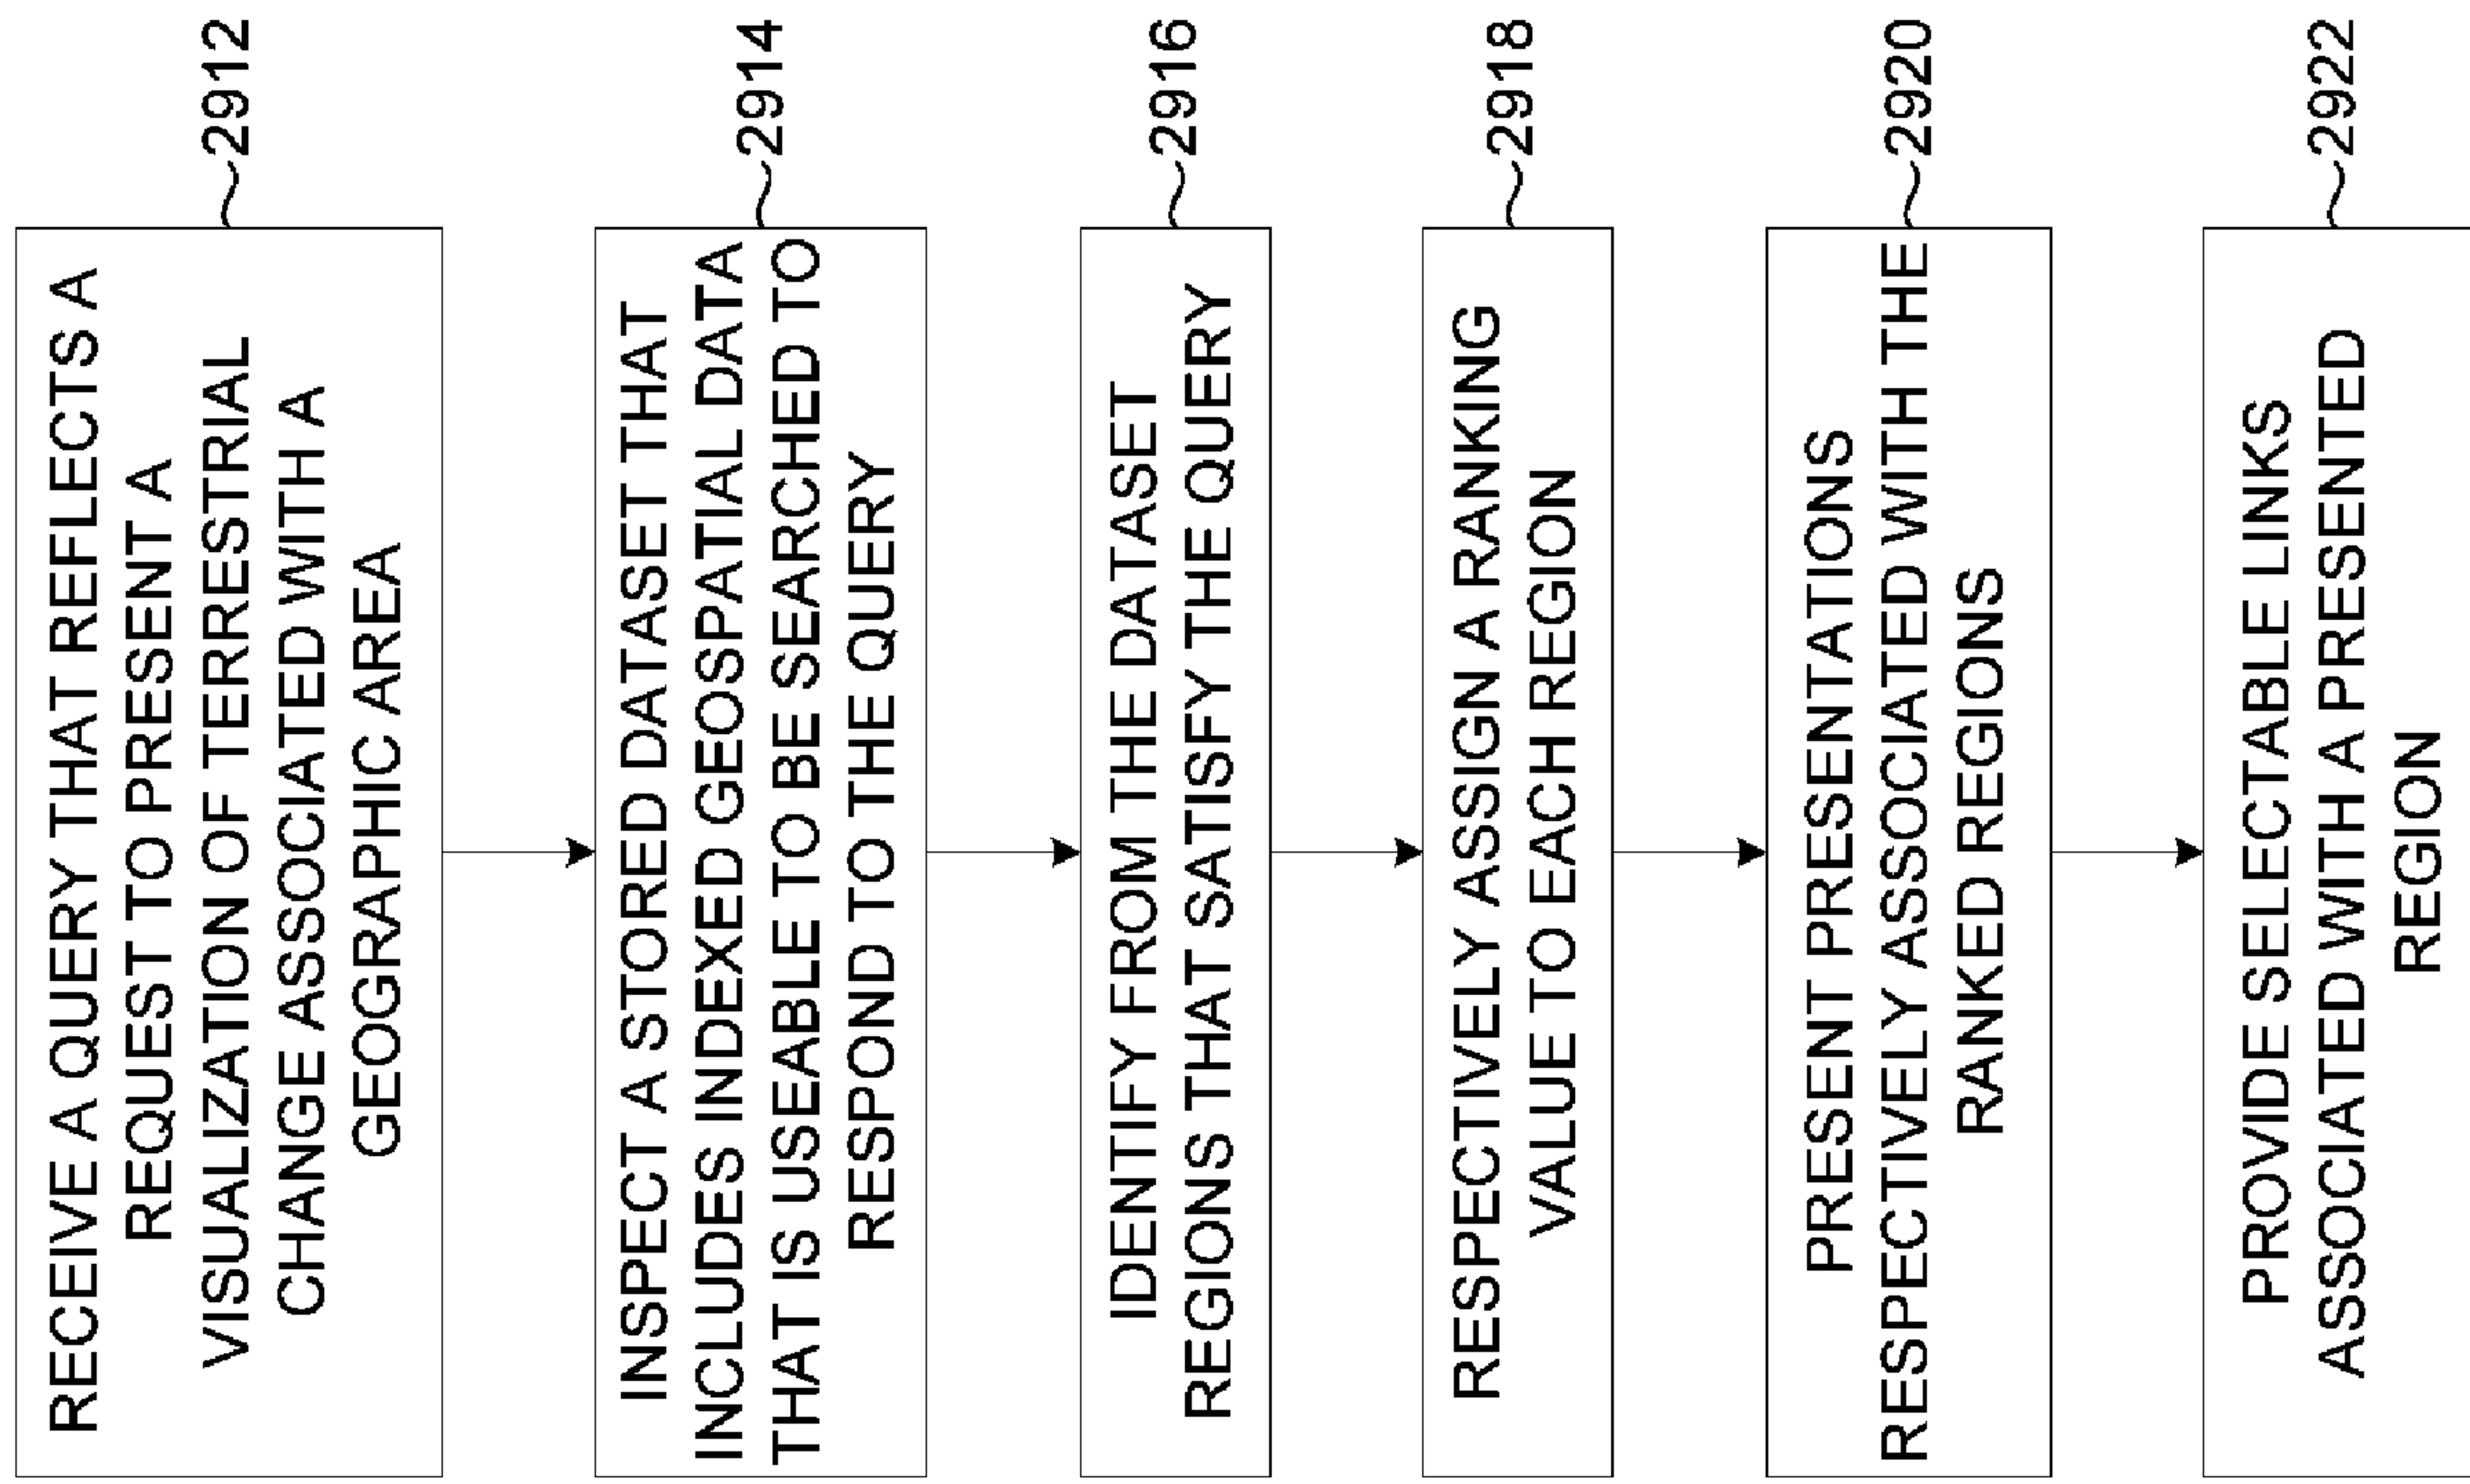 RECEIVE A QUERY THAT REFLECTS A
REQUEST TO PRESENT A
VISUALIZATION OF TERRESTRIAL
CHANGE ASSOCIATED WITH A
GEOGRAPHIC AREA
2912
INSPECT A STORED DATASET THAT
INCLUDES INDEXED GEOSPATIAL DATA
THAT IS USEABLE TO BE SEARCHED TO
RESPOND TO THE QUERY
2914
IDENTIFY FROM THE DATASET
REGIONS THAT SATISFY THE QUERY
2916
RESPECTIVELY ASSIGN A RANKING
VALUE TO EACH REGION
2918
PRESENT PRESENTATIONS
RESPECTIVELY ASSOCIATED WITH THE
RANKED REGIONS
2920
PROVIDE SELECTABLE LINKS
ASSOCIATED WITH A PRESENTED
REGION
2922